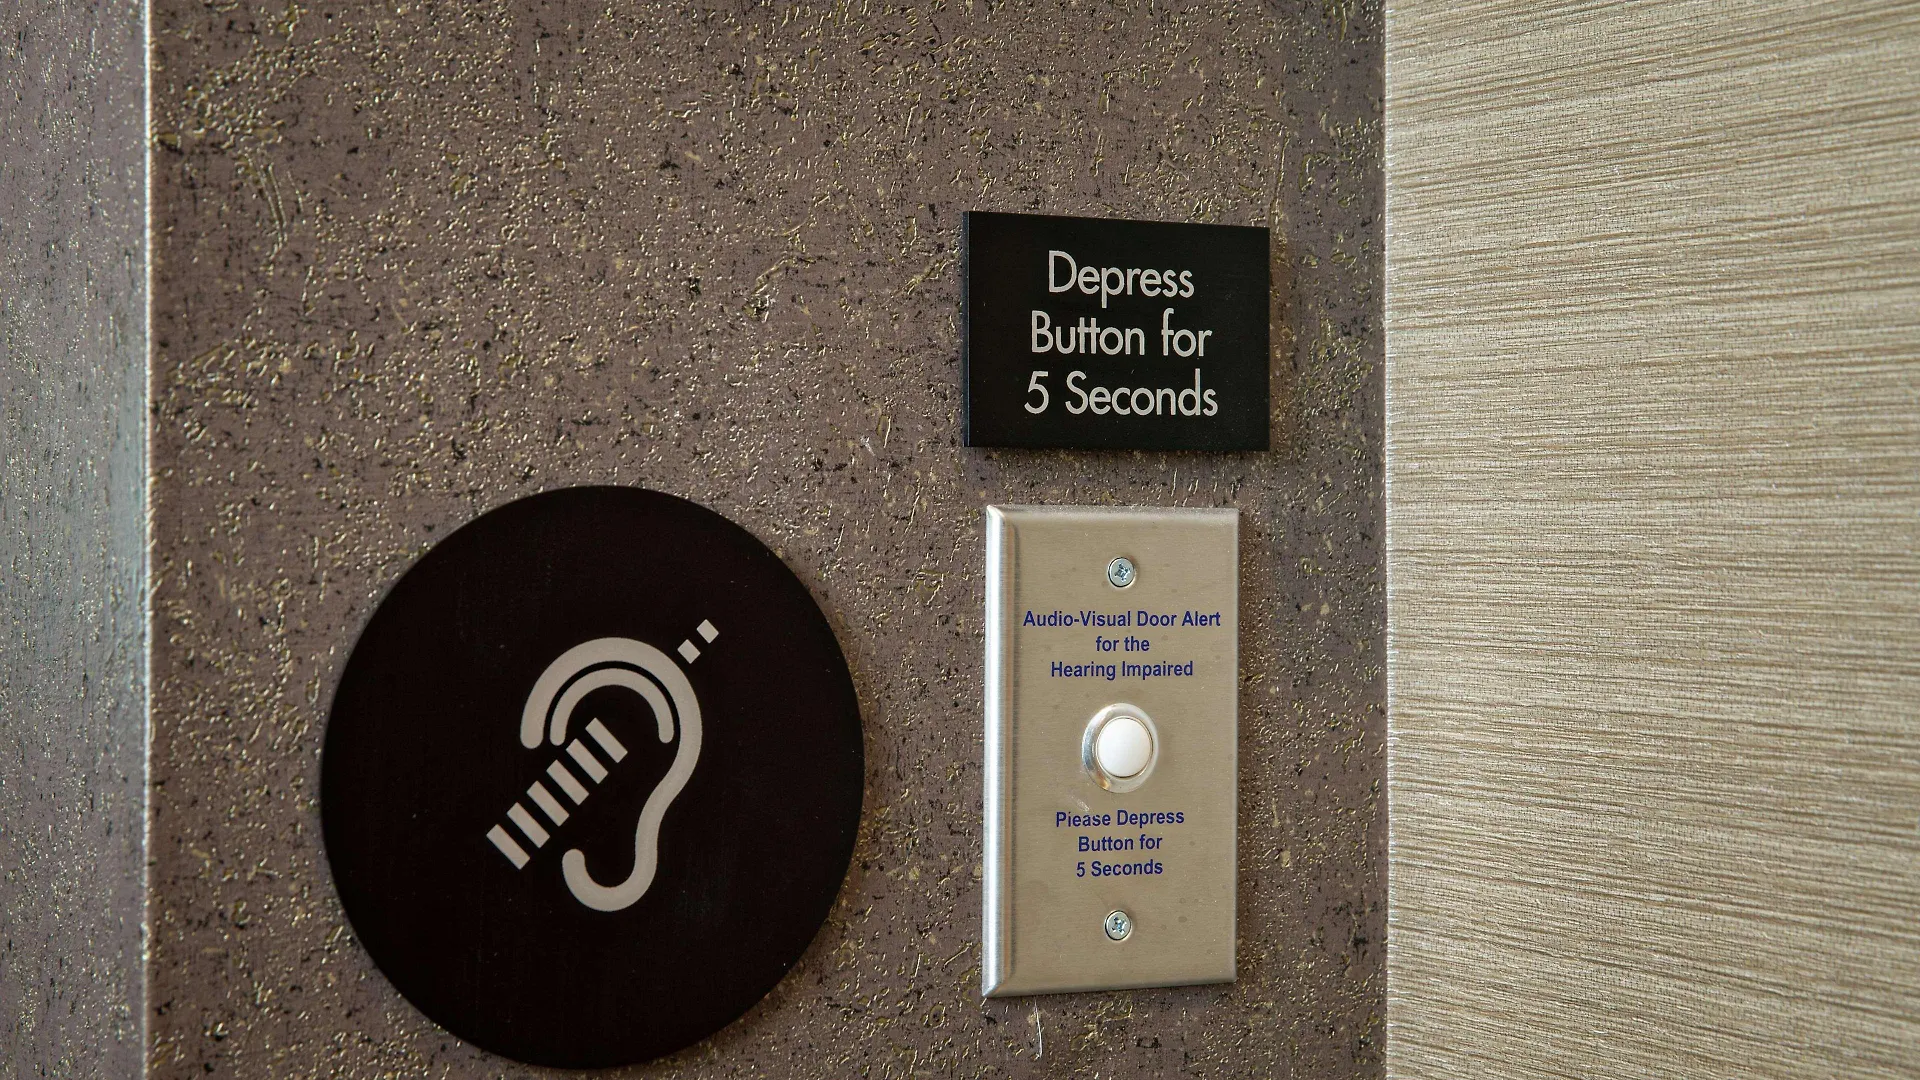 Depress
Button for
5 Seconds
Audio-Visual Door Alert
for the
Hearing Impaired
Please Depress
Button for
5 Seconds